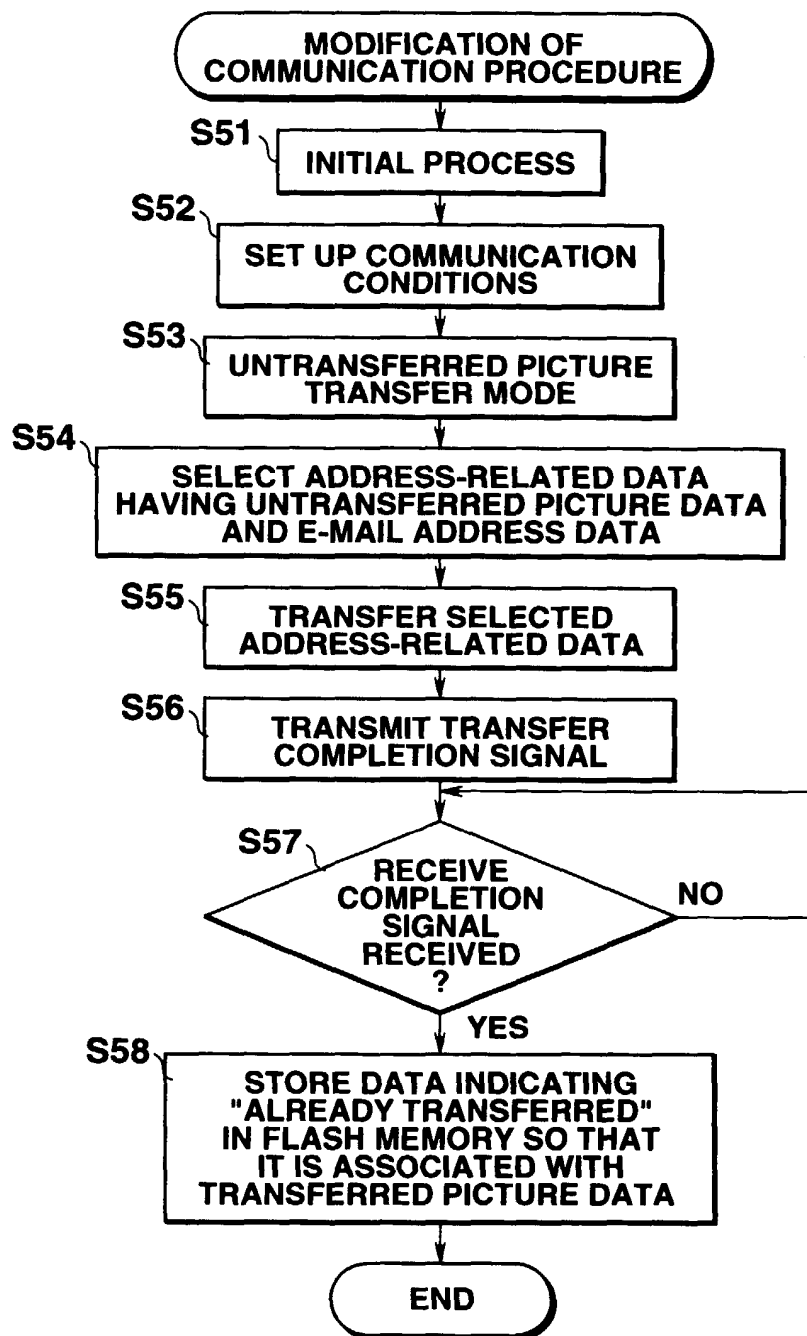 MODIFICATION OF
COMMUNICATION PROCEDURE
S51
INITIAL PROCESS
S52
SET UP COMMUNICATION
CONDITIONS
S53
UNTRANSFERRED PICTURE
TRANSFER MODE
S54
SELECT ADDRESS-RELATED DATA
HAVING UNTRANSFERRED PICTURE DATA
AND E-MAIL ADDRESS DATA
S55
TRANSFER SELECTED
ADDRESS-RELATED DATA
S56
TRANSMIT TRANSFER
COMPLETION SIGNAL
S57
RECEIVE
COMPLETION
SIGNAL
RECEIVED
?
NO
YES
S58
STORE DATA INDICATING
"ALREADY TRANSFERRED"
IN FLASH MEMORY SO THAT
IT IS ASSOCIATED WITH
TRANSFERRED PICTURE DATA
END